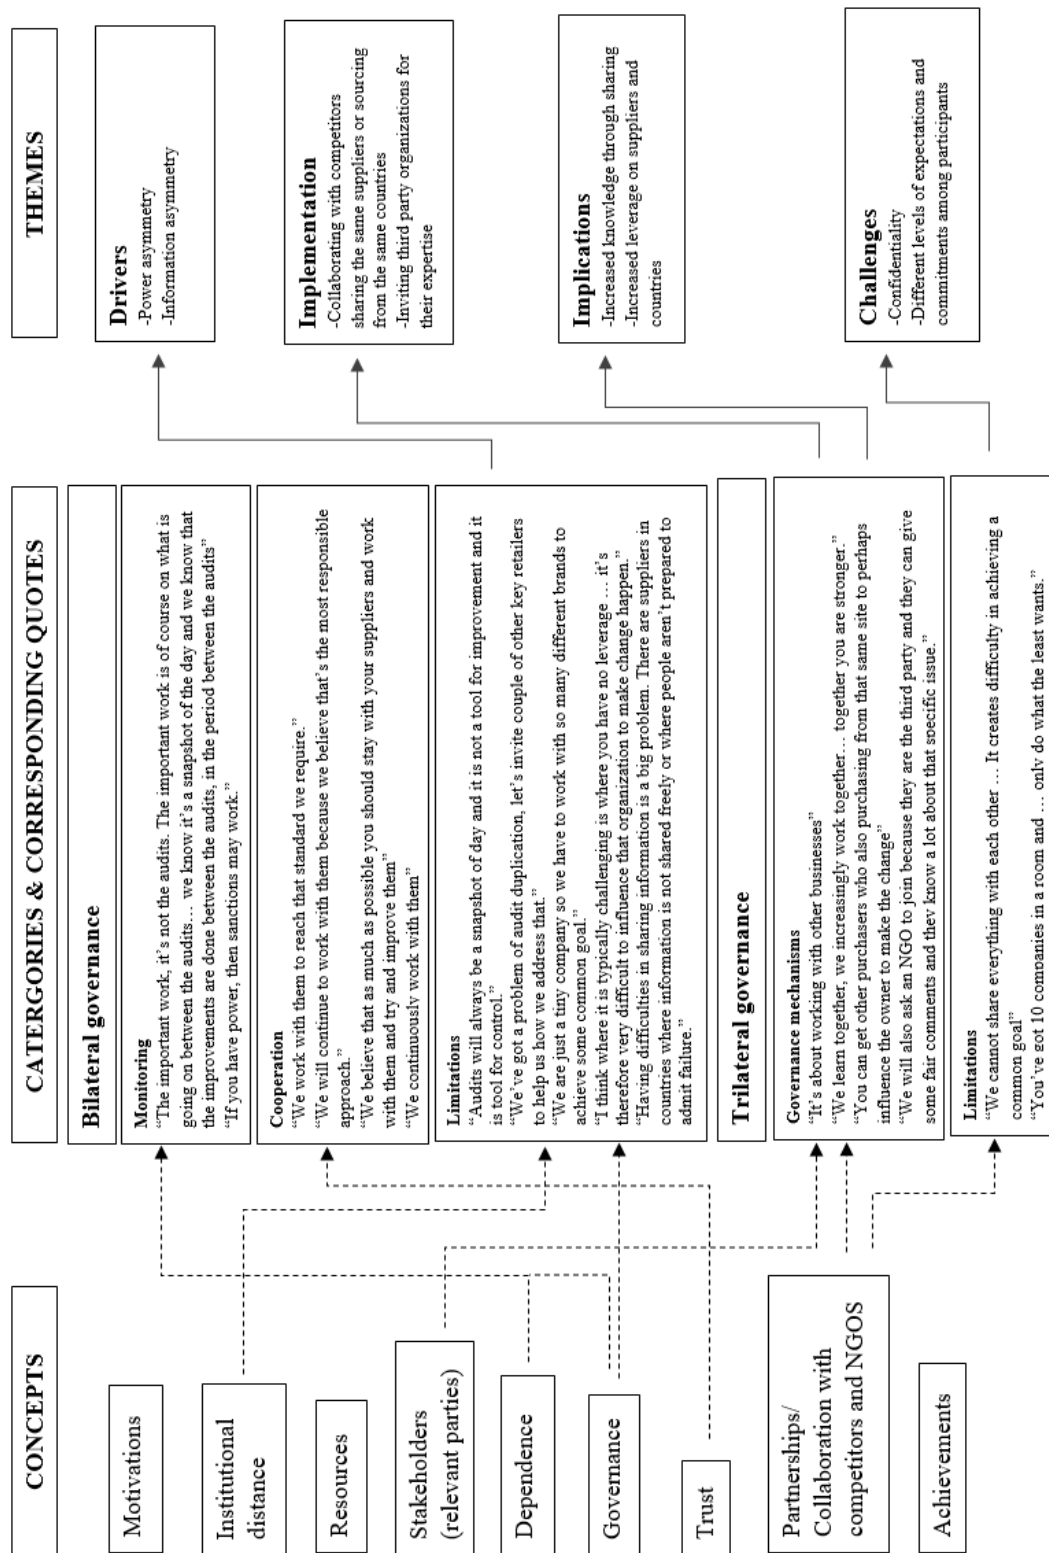 CONCEPTS
Motivations
Institutional
distance
Resources
Stakeholders
(relevant parties)
Dependence
Governance
Trust
Partnerships/
Collaboration with
competitors and NGOS
Achievements
CATERGORIES & CORRESPONDING QUOTES
Bilateral governance
Monitoring
“The important work, it’s not the audits. The important work is of course on what is
going on between the audits… we know it’s a snapshot of the day and we know that
the improvements are done between the audits, in the period between the audits”
“If you have power, then sanctions may work.”
Cooperation
“We work with them to reach that standard we require.”
“We will continue to work with them because we believe that’s the most responsible
approach.”
“We believe that as much as possible you should stay with your suppliers and work
with them and try and improve them”
“We continuously work with them”
Limitations
“Audits will always be a snapshot of day and it is not a tool for improvement and it
is tool for control.”
“We’ve got a problem of audit duplication, let’s invite couple of other key retailers
to help us how we address that.”
“We are just a tiny company so we have to work with so many different brands to
achieve some common goal.”
“I think where it is typically challenging is where you have no leverage … it’s
therefore very difficult to influence that organization to make change happen.”
“Having difficulties in sharing information is a big problem. There are suppliers in
countries where information is not shared freely or where people aren’t prepared to
admit failure.”
Trilateral governance
Governance mechanisms
“It’s about working with other businesses”
“We learn together, we increasingly work together… together you are stronger.”
“You can get other purchasers who also purchasing from that same site to perhaps
influence the owner to make the change”
“We will also ask an NGO to join because they are the third party and they can give
some fair comments and they know a lot about that specific issue.”
Limitations
“We cannot share everything with each other … It creates difficulty in achieving a
common goal”
“You’ve got 10 companies in a room and … only do what the least wants.”
THEMES
Drivers
-Power asymmetry
-Information asymmetry
Implementation
-Collaborating with competitors
sharing the same suppliers or sourcing
from the same countries
-Inviting third party organizations for
their expertise
Implications
-Increased knowledge through sharing
-Increased leverage on suppliers and
countries
Challenges
-Confidentiality
-Different levels of expectations and
commitments among participants